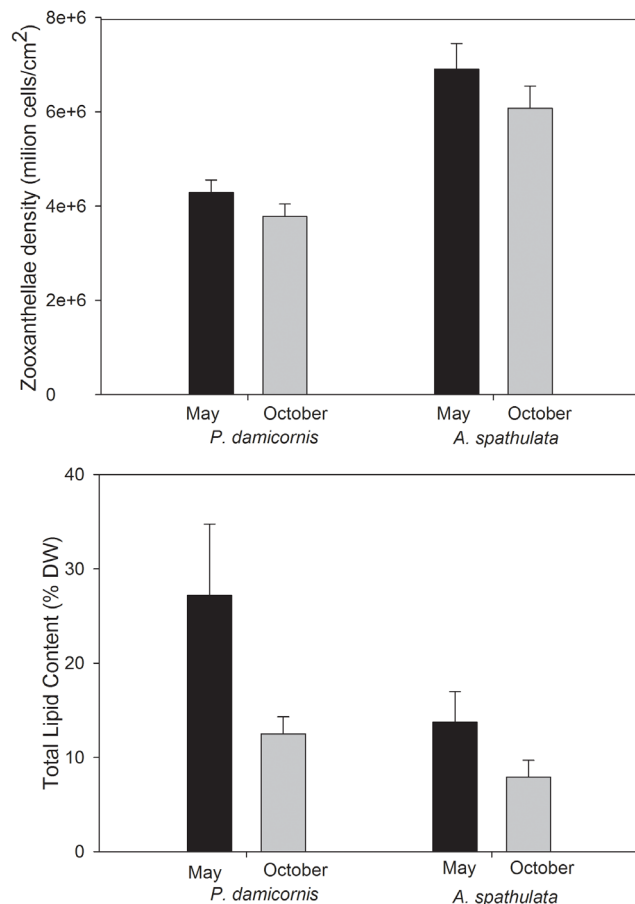 Zooxanthellae density (milion cells/cm²)
8e+6
6e+6
4e+6
2e+6
0
May October May October
P. damicornis A. spathulata
Total Lipid Content (% DW)
40
30
20
10
0
May October May October
P. damicornis A. spathulata